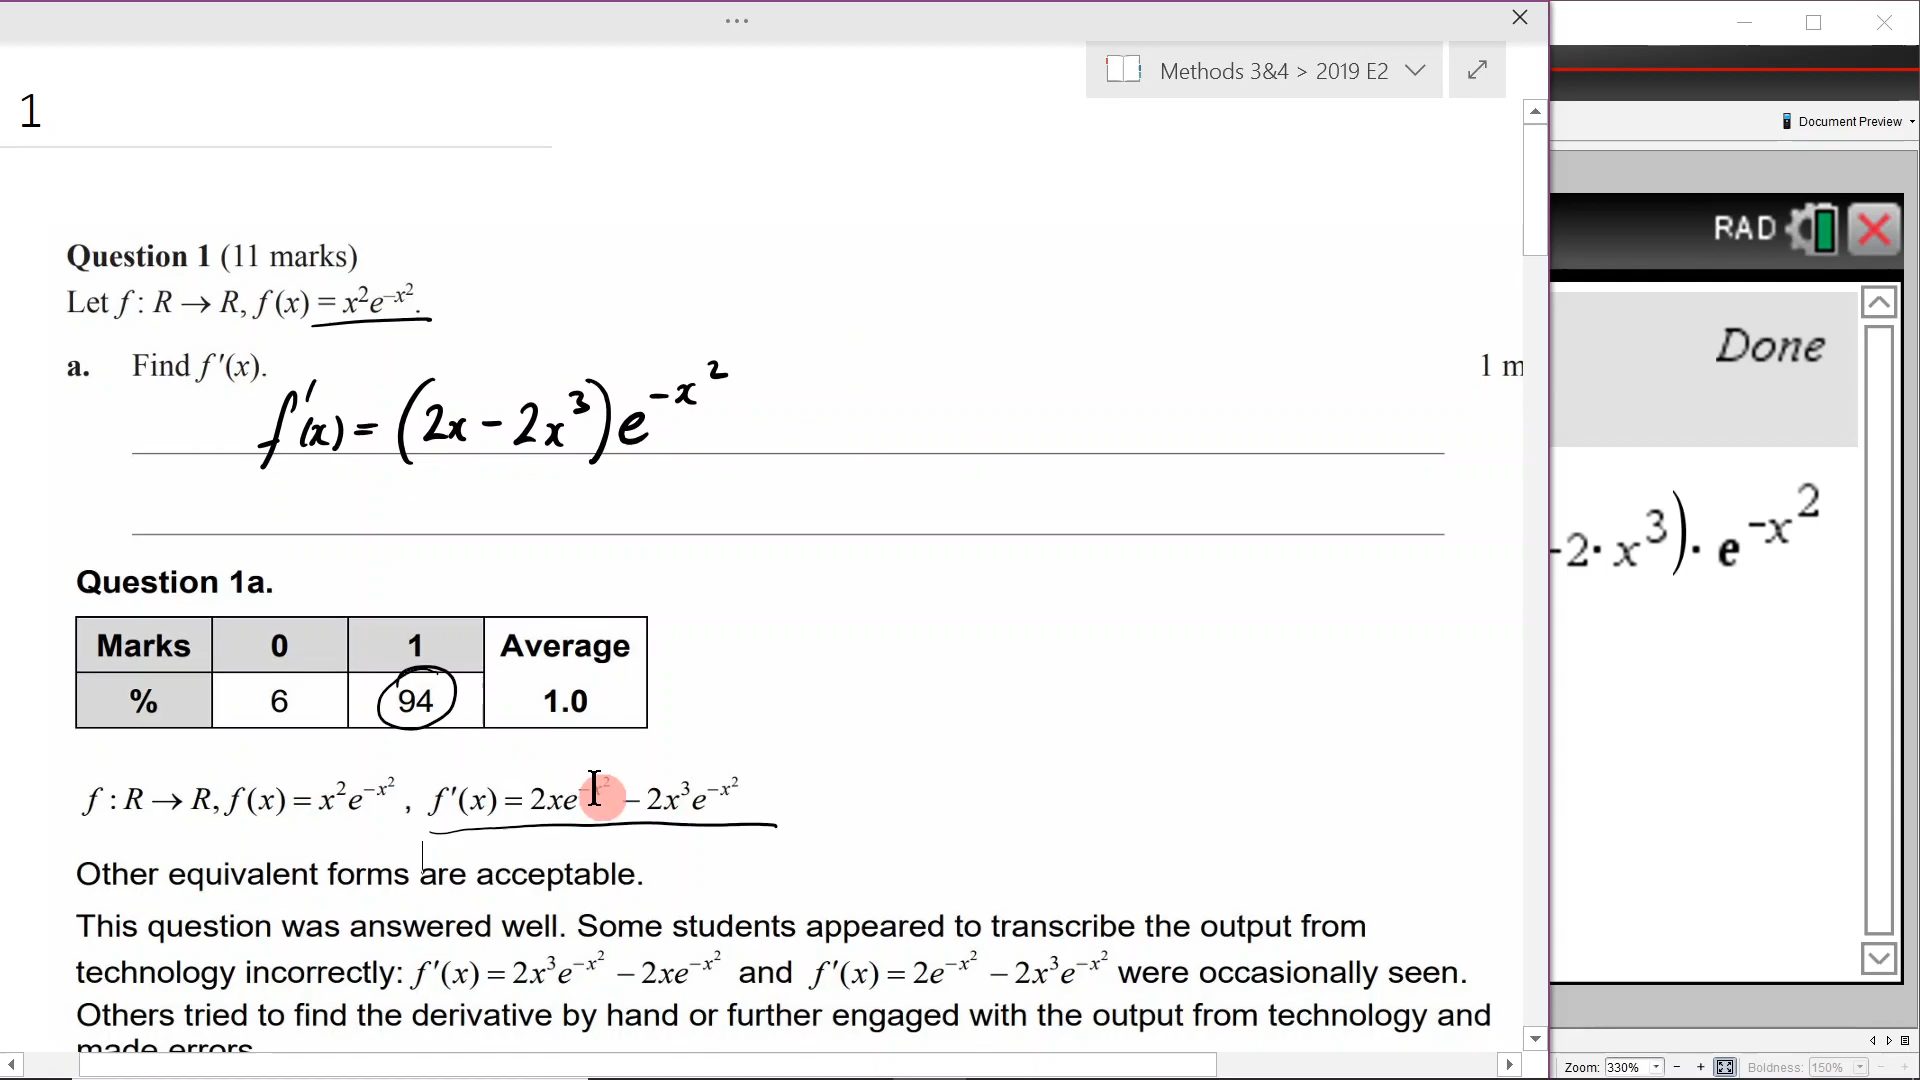 Methods 3&4 > 2019 E2
1
Document Preview
RAD
Question 1 (11 marks)
Let f : R → R, f(x) = x²e^(-x²).
a. Find f′(x).
1 m
f′(x) = (2x - 2x³) e^(-x²)
Done
-2·x³)·e^(-x²)
Question 1a.
Marks 0 1 Average
% 6 94 1.0
f : R → R, f(x) = x²e^(-x²) , f′(x) = 2xe^(-x²) – 2x³e^(-x²)
Other equivalent forms are acceptable.
This question was answered well. Some students appeared to transcribe the output from
technology incorrectly: f′(x) = 2x³e^(-x²) – 2xe^(-x²) and f′(x) = 2e^(-x²) – 2x³e^(-x²) were occasionally seen.
Others tried to find the derivative by hand or further engaged with the output from technology and
made errors
Zoom: 330% - + Boldness: 150% - +